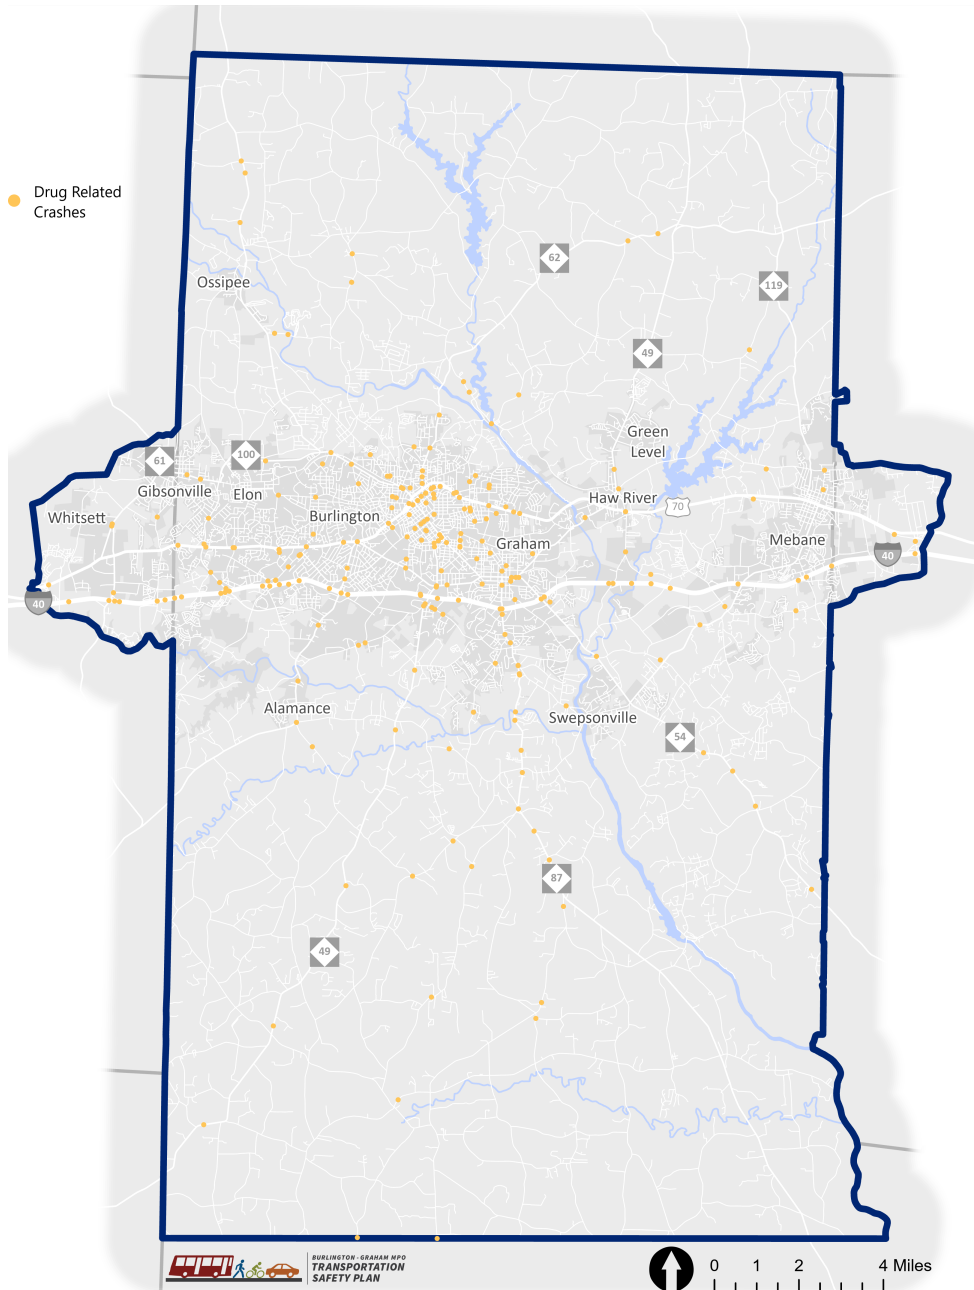 Drug Related
Crashes
62
Ossipee
119
49
Green
Level
61
100
Gibsonville
Elon
Haw River
70
Whitsett
Burlington
Graham
Mebane
40
40
Alamance
Swepsonville
54
87
49
BURLINGTON - GRAHAM MPO
TRANSPORTATION
SAFETY PLAN
0 1 2 4 Miles